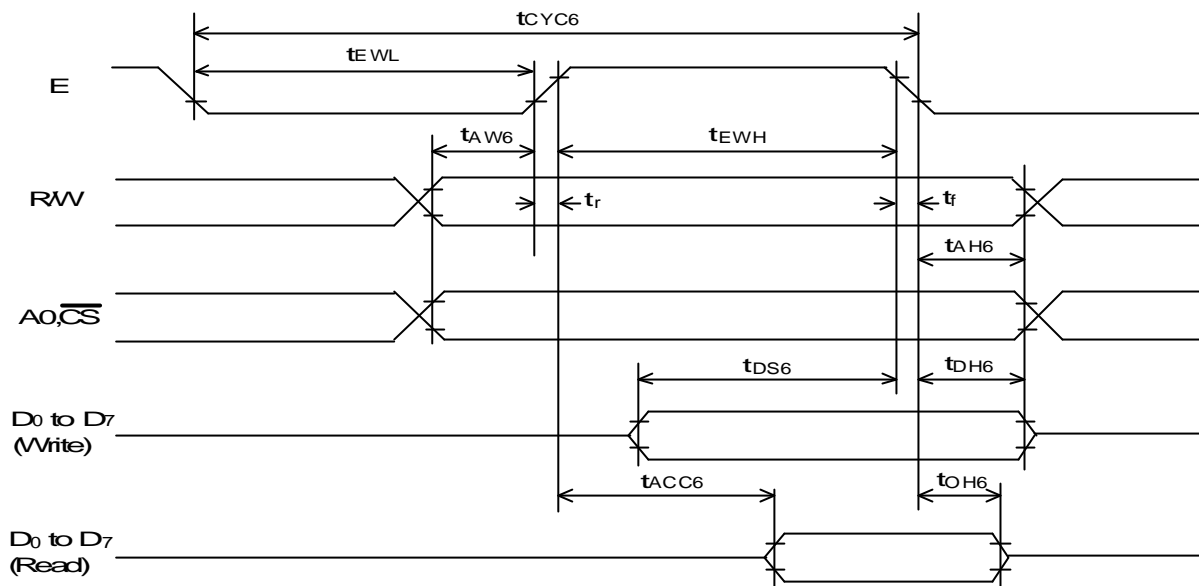 tCYC6
tEWL
E
tAW6
tEWH
R/W
tr
tf
tAH6
A0,CS
tDS6
tDH6
D0 to D7
(Write)
tACC6
tOH6
D0 to D7
(Read)